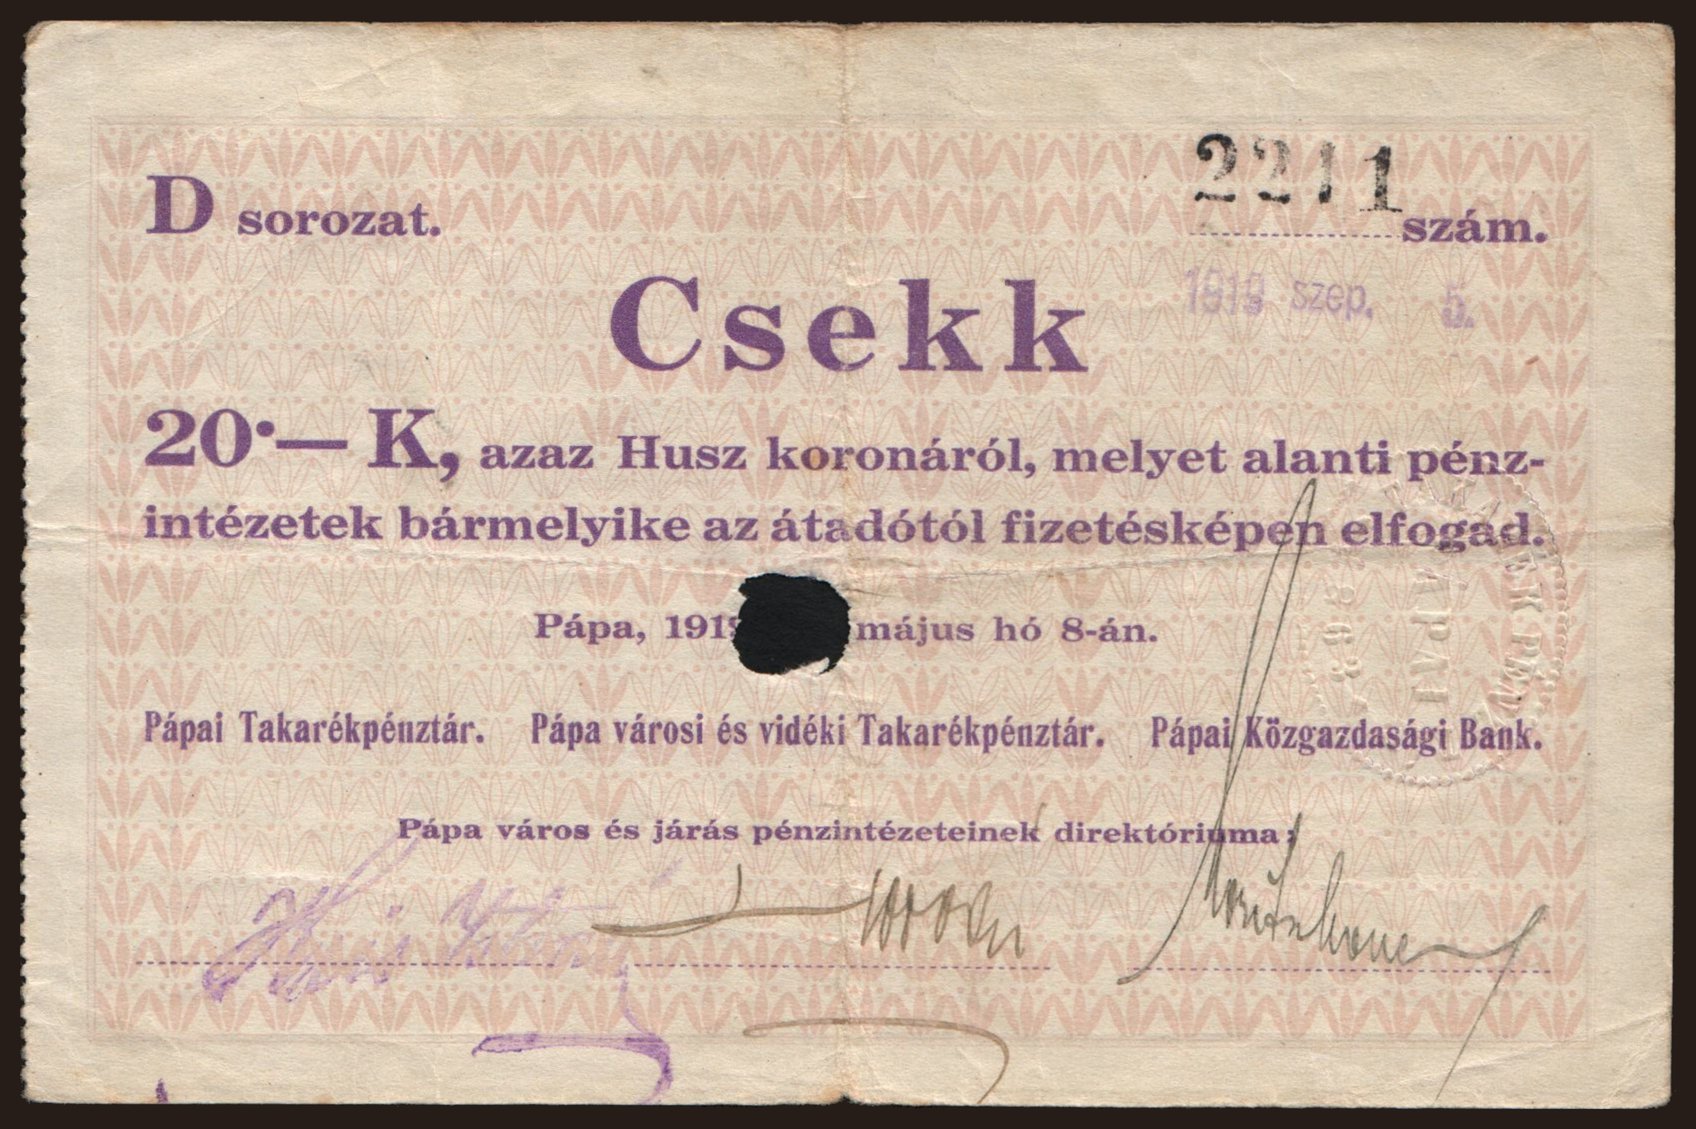 2211
D sorozat. szám.
1919 szep. 5.
Csekk
20·— K, azaz Husz koronáról, melyet alanti pénz-
intézetek bármelyike az átadótól fizetésképen elfogad.
Pápa, 191 május hó 8-án.
Pápai Takarékpénztár. Pápa városi és vidéki Takarékpénztár. Pápai Közgazdasági Bank.
Pápa város és járás pénzintézeteinek direktóriuma: